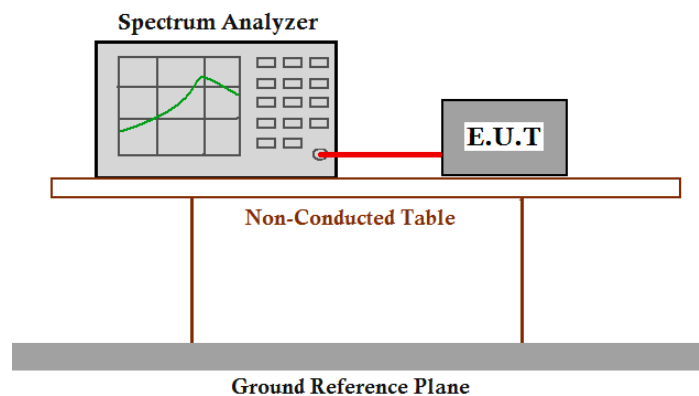 Spectrum Analyzer
E.U.T
Non-Conducted Table
Ground Reference Plane